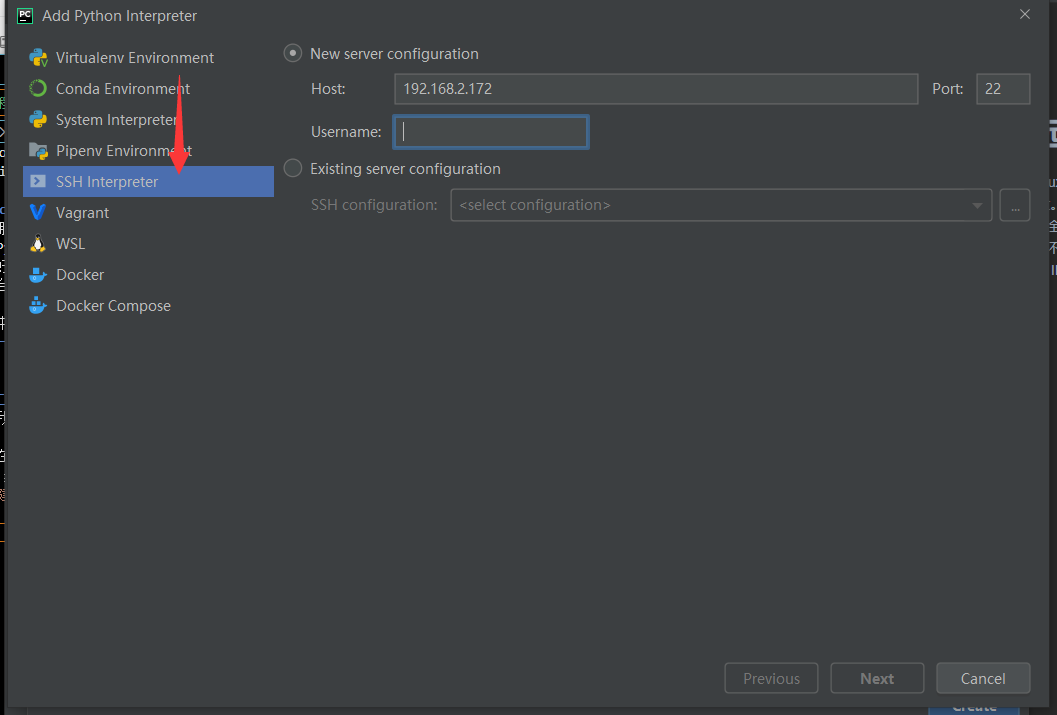 PC Add Python Interpreter
Virtualenv Environment
Conda Environment
System Interpreter
Pipenv Environment
SSH Interpreter
Vagrant
WSL
Docker
Docker Compose
New server configuration
Host: 192.168.2.172 Port: 22
Username:
Existing server configuration
SSH configuration: <select configuration> ...
Previous Next Cancel
Create